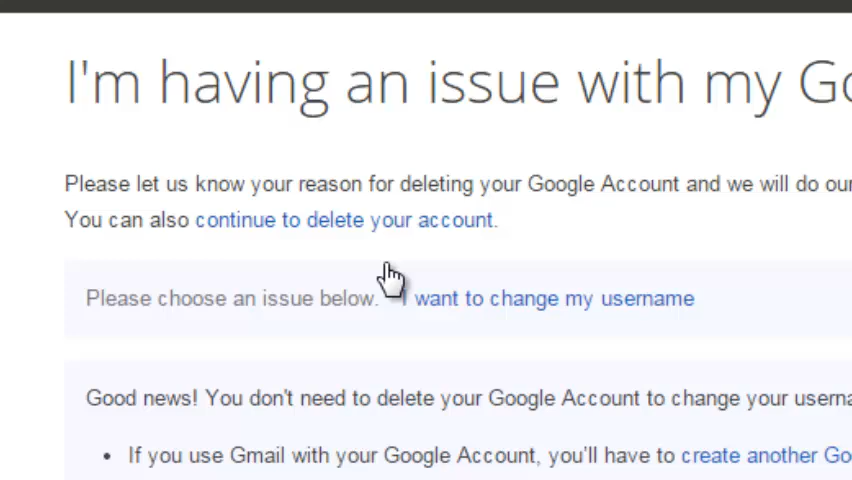 I'm having an issue with my Go
Please let us know your reason for deleting your Google Account and we will do our
You can also continue to delete your account.
Please choose an issue below. I want to change my username
Good news! You don't need to delete your Google Account to change your userna
• If you use Gmail with your Google Account, you'll have to create another Go